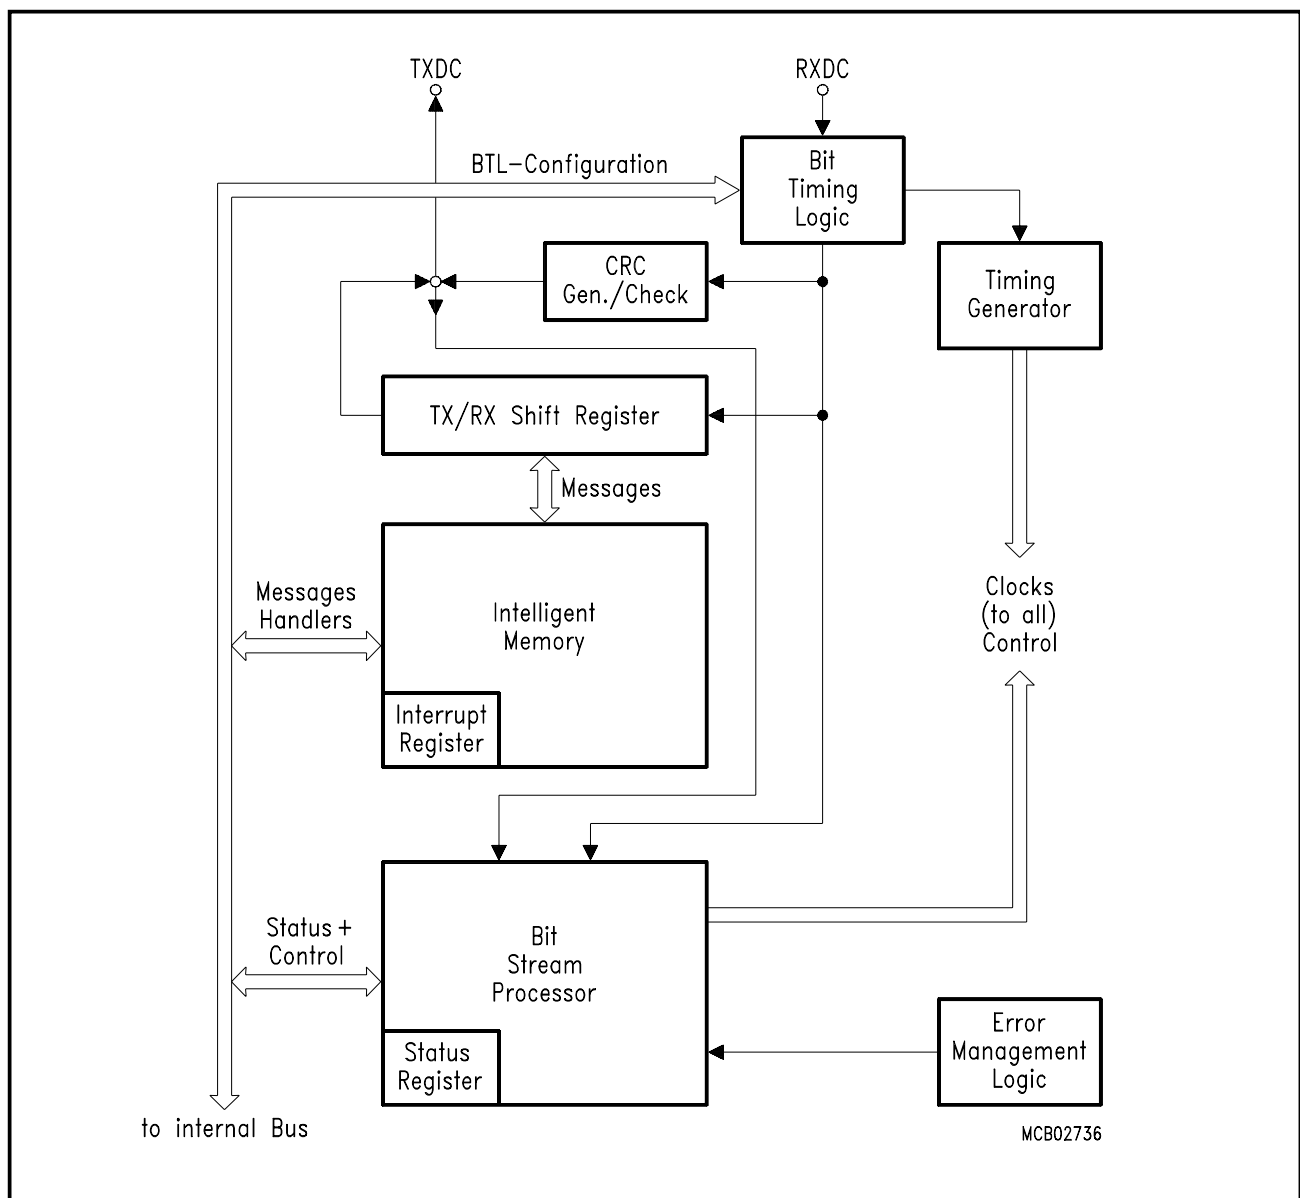 TXDC
RXDC
BTL-Configuration
Bit
Timing
Logic
CRC
Gen./Check
Timing
Generator
TX/RX Shift Register
Messages
Messages
Handlers
Intelligent
Memory
Clocks
(to all)
Control
Interrupt
Register
Status +
Control
Bit
Stream
Processor
Status
Register
Error
Management
Logic
to internal Bus
MCB02736